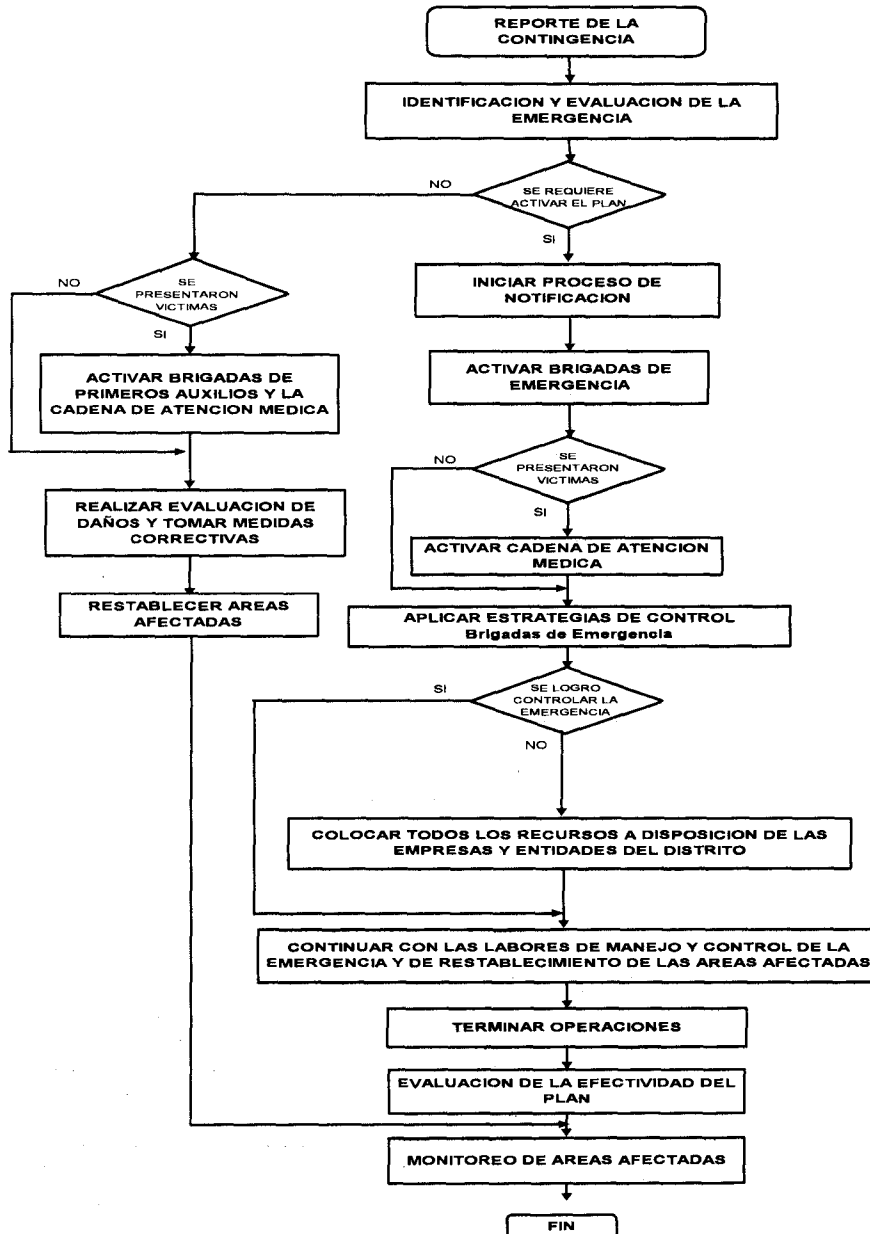 REPORTE DE LA
CONTINGENCIA
IDENTIFICACION Y EVALUACION DE LA
EMERGENCIA
NO
SE REQUIERE
ACTIVAR EL PLAN
SI
NO
SE
PRESENTARON
VICTIMAS
SI
INICIAR PROCESO DE
NOTIFICACION
ACTIVAR BRIGADAS DE
PRIMEROS AUXILIOS Y LA
CADENA DE ATENCION MEDICA
ACTIVAR BRIGADAS DE
EMERGENCIA
NO
SE
PRESENTARON
VICTIMAS
SI
REALIZAR EVALUACION DE
DAÑOS Y TOMAR MEDIDAS
CORRECTIVAS
ACTIVAR CADENA DE ATENCION
MEDICA
RESTABLECER AREAS
AFECTADAS
APLICAR ESTRATEGIAS DE CONTROL
Brigadas de Emergencia
SI
SE LOGRO
CONTROLAR LA
EMERGENCIA
NO
COLOCAR TODOS LOS RECURSOS A DISPOSICION DE LAS
EMPRESAS Y ENTIDADES DEL DISTRITO
CONTINUAR CON LAS LABORES DE MANEJO Y CONTROL DE LA
EMERGENCIA Y DE RESTABLECIMIENTO DE LAS AREAS AFECTADAS
TERMINAR OPERACIONES
EVALUACION DE LA EFECTIVIDAD DEL
PLAN
MONITOREO DE AREAS AFECTADAS
FIN